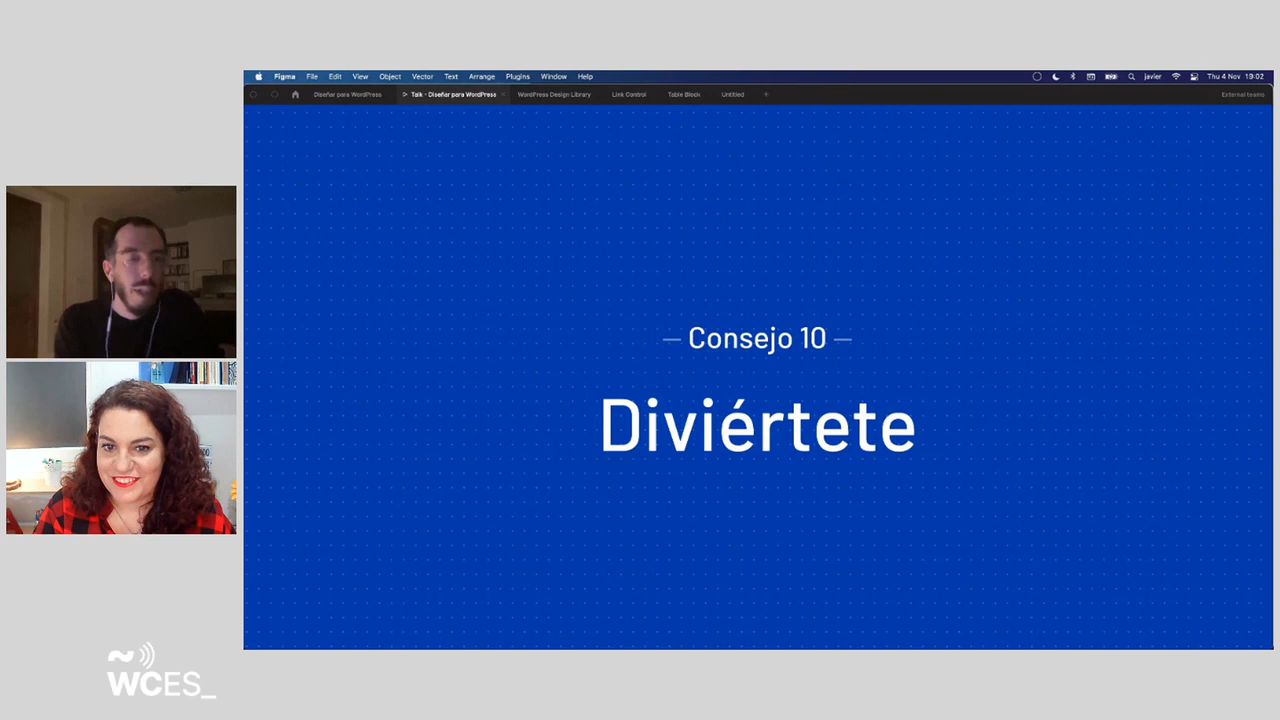 Figma File Edit View Object Vector Text Arrange Plugins Window Help javier Thu 4 Nov 19:02
Diseñar para WordPress Talk - Diseñar para WordPress WordPress Design Library Link Control Table Block Untitled External teams
— Consejo 10 —
Diviértete
WCES_